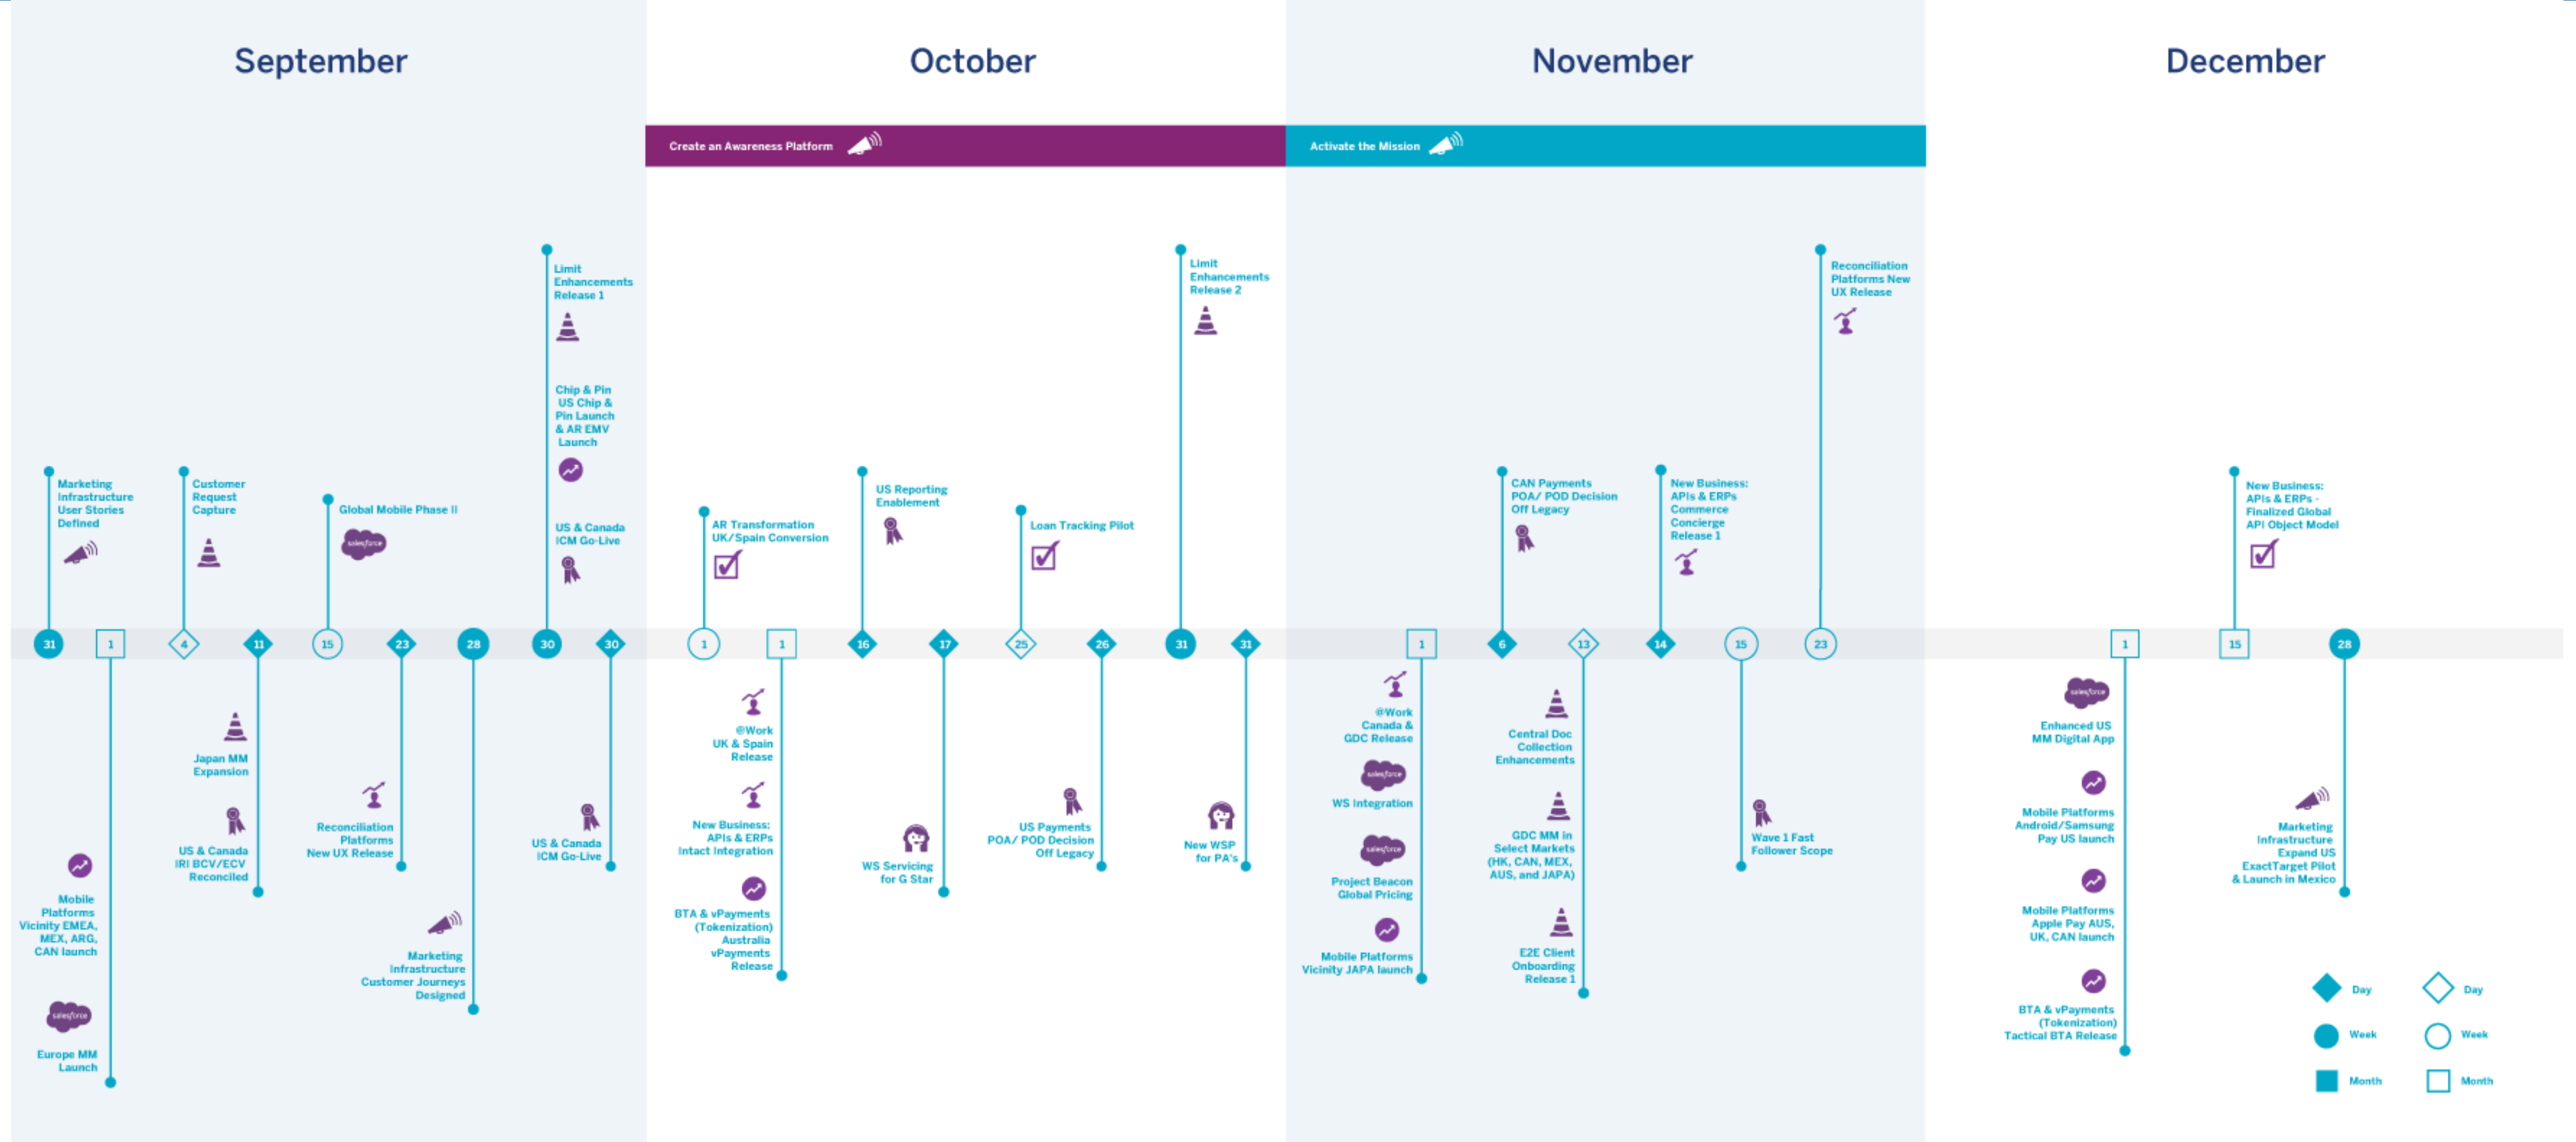 September
October
November
December
Create an Awareness Platform
Activate the Mission
Limit
Enhancements
Release 1
Chip & Pin
US Chip &
Pin Launch
& AR EMV
Launch
US & Canada
ICM Go-Live
Marketing
Infrastructure
User Stories
Defined
Customer
Request
Capture
Global Mobile Phase II
salesforce
AR Transformation
UK/Spain Conversion
US Reporting
Enablement
Loan Tracking Pilot
Limit
Enhancements
Release 2
CAN Payments
POA/ POD Decision
Off Legacy
New Business:
APIs & ERPs
Commerce
Concierge
Release 1
Reconciliation
Platforms New
UX Release
New Business:
APIs & ERPs -
Finalized Global
API Object Model
31 1 4 11 15 23 28 30 30 1 1 16 17 25 26 31 31 1 6 13 14 15 23 1 15 28
Mobile
Platforms
Vicinity EMEA,
MEX, ARG,
CAN launch
salesforce
Europe MM
Launch
Japan MM
Expansion
US & Canada
IRI BCV/ECV
Reconciled
Reconciliation
Platforms
New UX Release
Marketing
Infrastructure
Customer Journeys
Designed
US & Canada
ICM Go-Live
@Work
UK & Spain
Release
New Business:
APIs & ERPs
Intact Integration
BTA & vPayments
(Tokenization)
Australia
vPayments
Release
WS Servicing
for G Star
US Payments
POA/ POD Decision
Off Legacy
New WSP
for PA's
@Work
Canada &
GDC Release
salesforce
WS Integration
salesforce
Project Beacon
Global Pricing
Mobile Platforms
Vicinity JAPA launch
Central Doc
Collection
Enhancements
GDC MM in
Select Markets
(HK, CAN, MEX,
AUS, and JAPA)
E2E Client
Onboarding
Release 1
Wave 1 Fast
Follower Scope
salesforce
Enhanced US
MM Digital App
Mobile Platforms
Android/Samsung
Pay US launch
Mobile Platforms
Apple Pay AUS,
UK, CAN launch
BTA & vPayments
(Tokenization)
Tactical BTA Release
Marketing
Infrastructure
Expand US
ExactTarget Pilot
& Launch in Mexico
Day Day
Week Week
Month Month